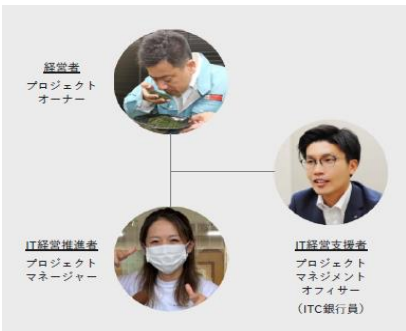 経営者
プロジェクト
オーナー
IT経営推進者
プロジェクト
マネージャー
IT経営支援者
プロジェクト
マネジメント
オフィサー
（ITC銀行員）